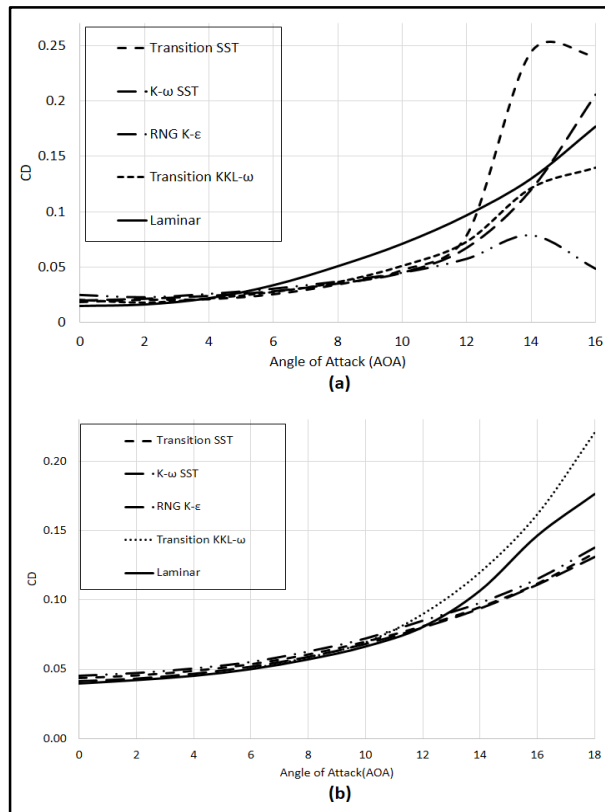 0.25
0.2
0.15
0.1
0.05
0
CD
Transition SST
K-ω SST
RNG K-ε
Transition KKL-ω
Laminar
0 2 4 6 8 10 12 14 16
Angle of Attack (AOA)
(a)
0.20
0.15
0.10
0.05
0.00
CD
Transition SST
K-ω SST
RNG K-ε
Transition KKL-ω
Laminar
0 2 4 6 8 10 12 14 16 18
Angle of Attack(AOA)
(b)